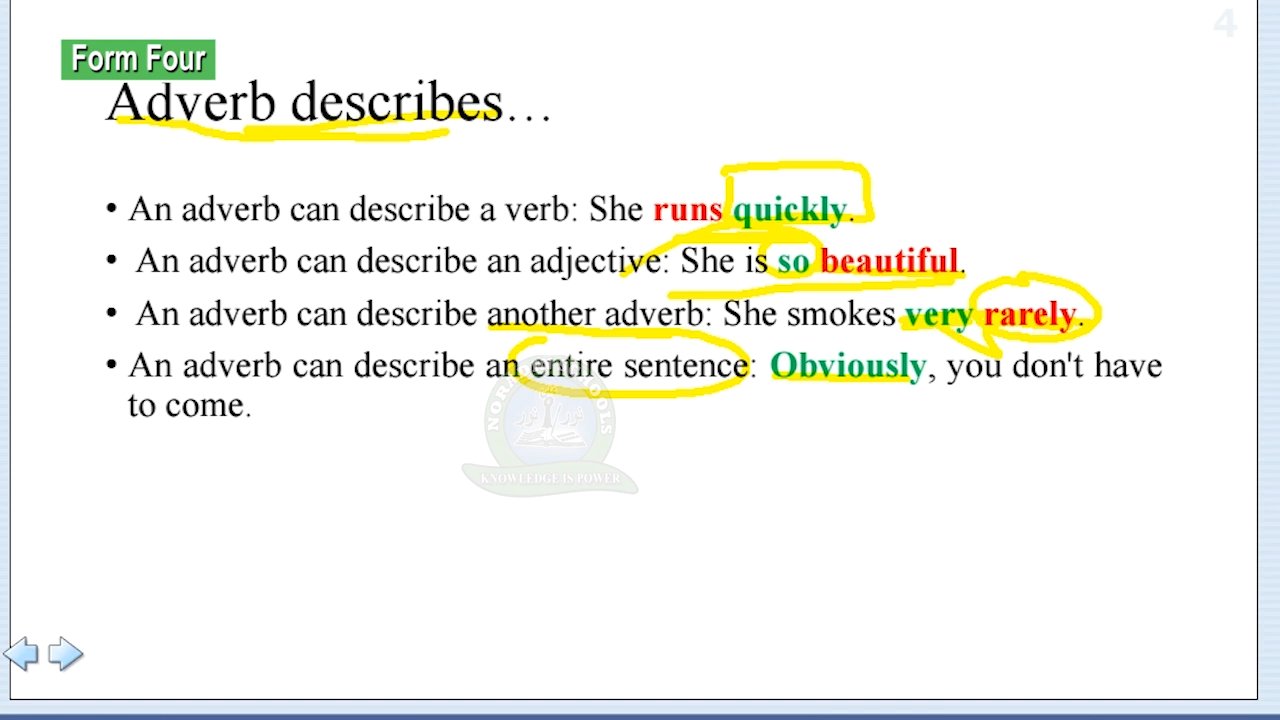 4
Form Four
Adverb describes…
• An adverb can describe a verb: She runs quickly.
• An adverb can describe an adjective: She is so beautiful.
• An adverb can describe another adverb: She smokes very rarely.
• An adverb can describe an entire sentence: Obviously, you don't have
to come.
KNOWLEDGE IS POWER